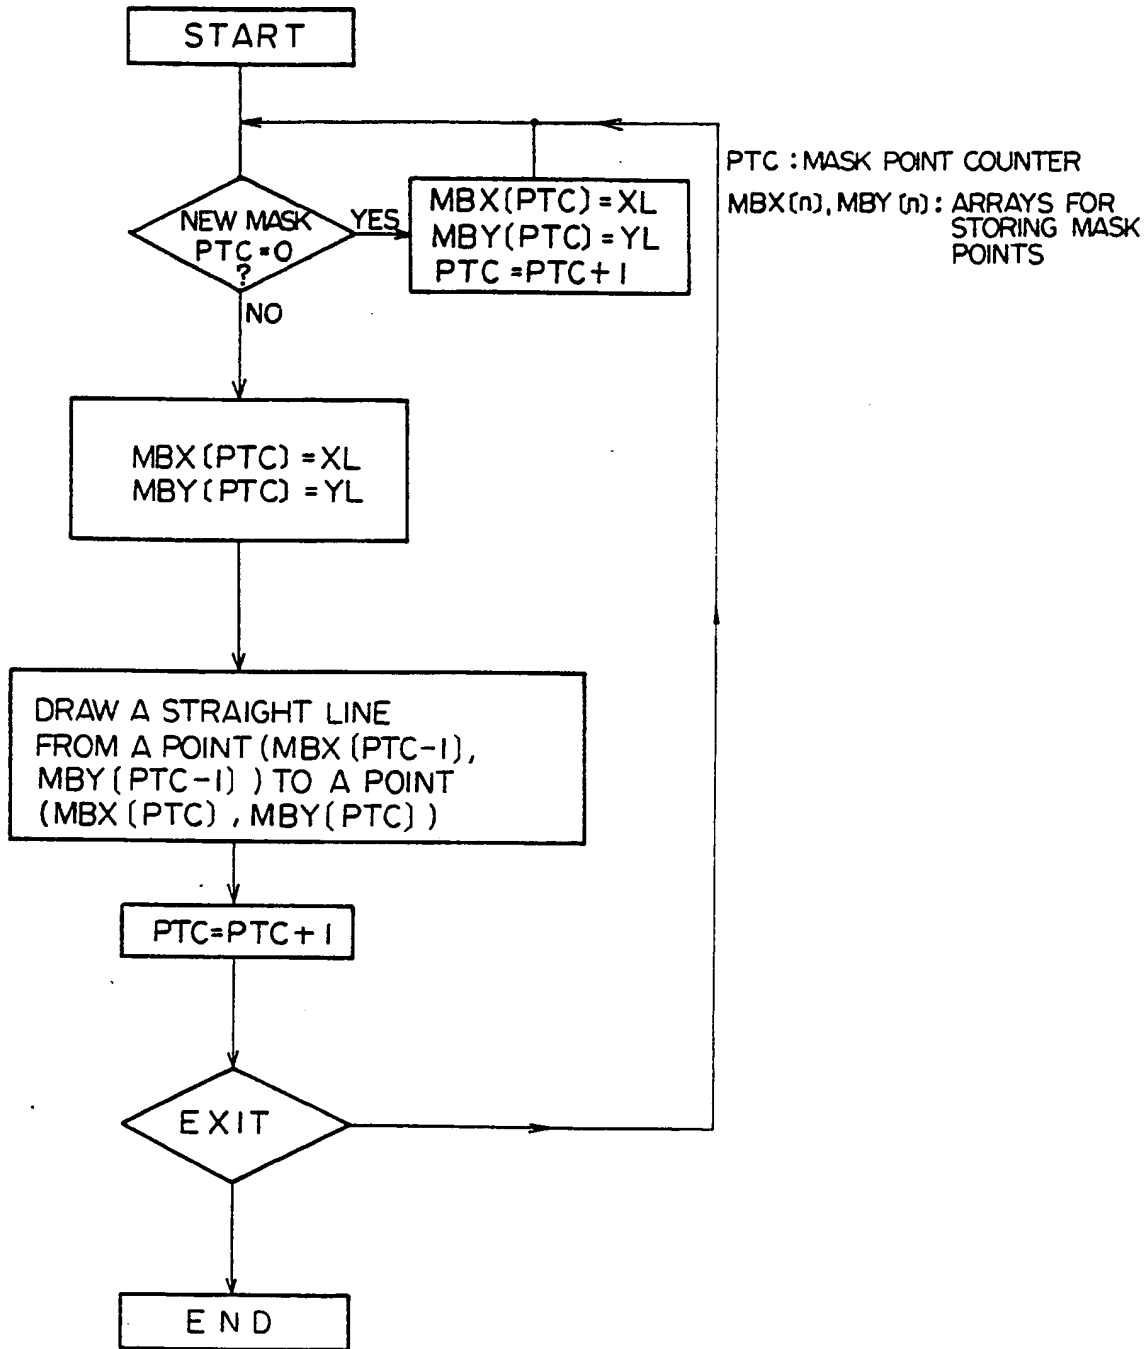 START
PTC : MASK POINT COUNTER
MBX(n), MBY(n) : ARRAYS FOR
STORING MASK
POINTS
NEW MASK
PTC = 0
?
YES
MBX(PTC) = XL
MBY(PTC) = YL
PTC = PTC + 1
NO
MBX(PTC) = XL
MBY(PTC) = YL
DRAW A STRAIGHT LINE
FROM A POINT (MBX(PTC-1),
MBY(PTC-1)) TO A POINT
(MBX(PTC), MBY(PTC))
PTC = PTC + 1
EXIT
END